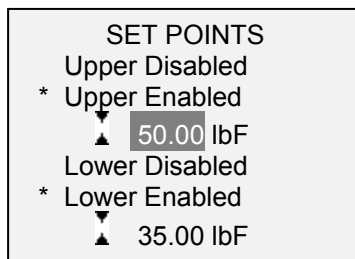 SET POINTS
Upper Disabled
* Upper Enabled
50.00 lbF
Lower Disabled
* Lower Enabled
35.00 lbF